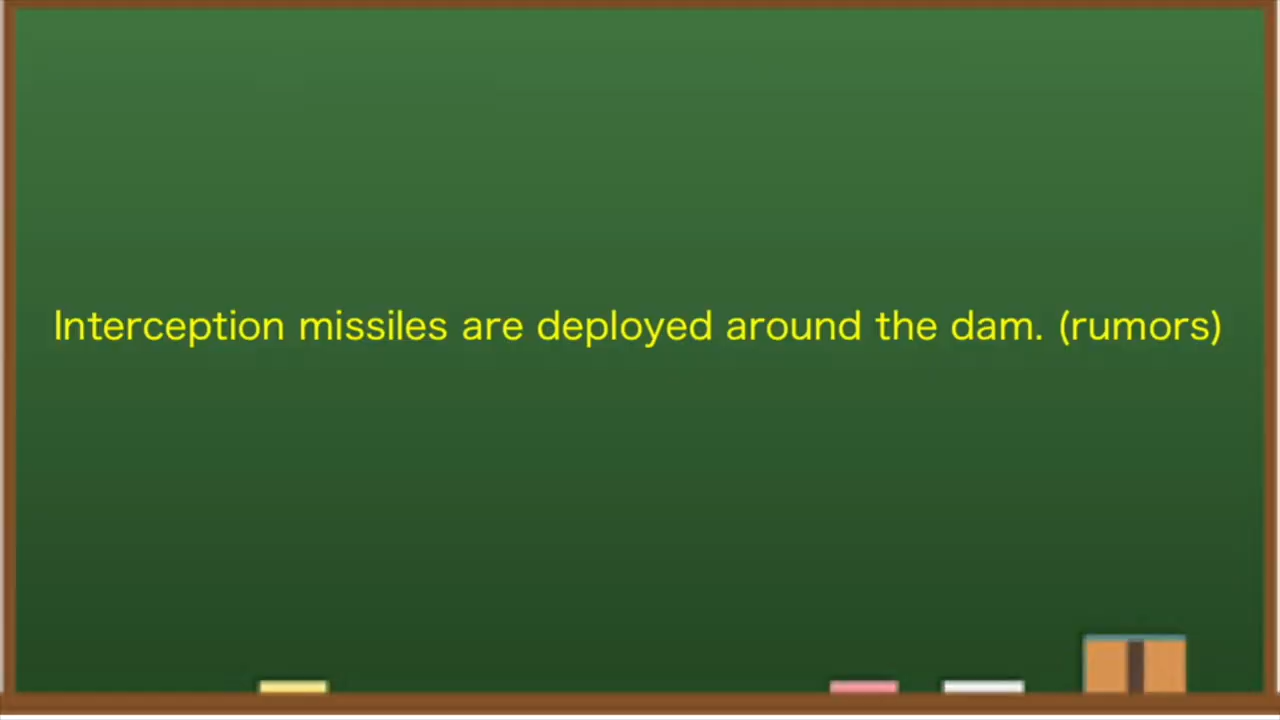 Interception missiles are deployed around the dam. (rumors)